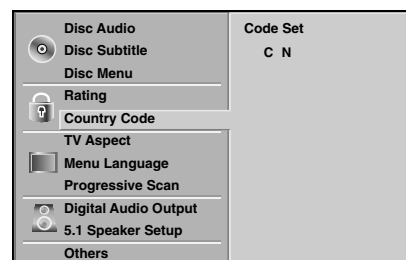 Disc Audio
Disc Subtitle
Disc Menu
Rating
Country Code
TV Aspect
Menu Language
Progressive Scan
Digital Audio Output
5.1 Speaker Setup
Others
Code Set
C N